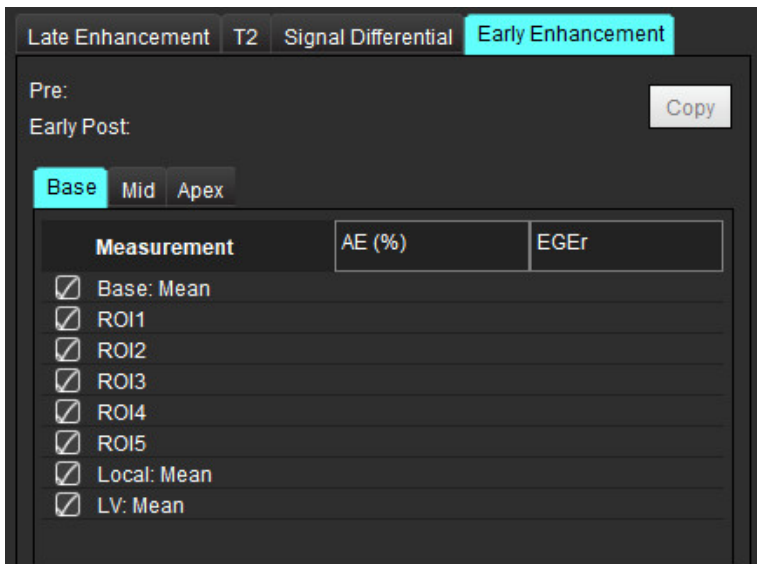 Late Enhancement T2 Signal Differential Early Enhancement
Pre:
Copy
Early Post:
Base Mid Apex
Measurement AE (%) EGEr
Base: Mean
ROI1
ROI2
ROI3
ROI4
ROI5
Local: Mean
LV: Mean